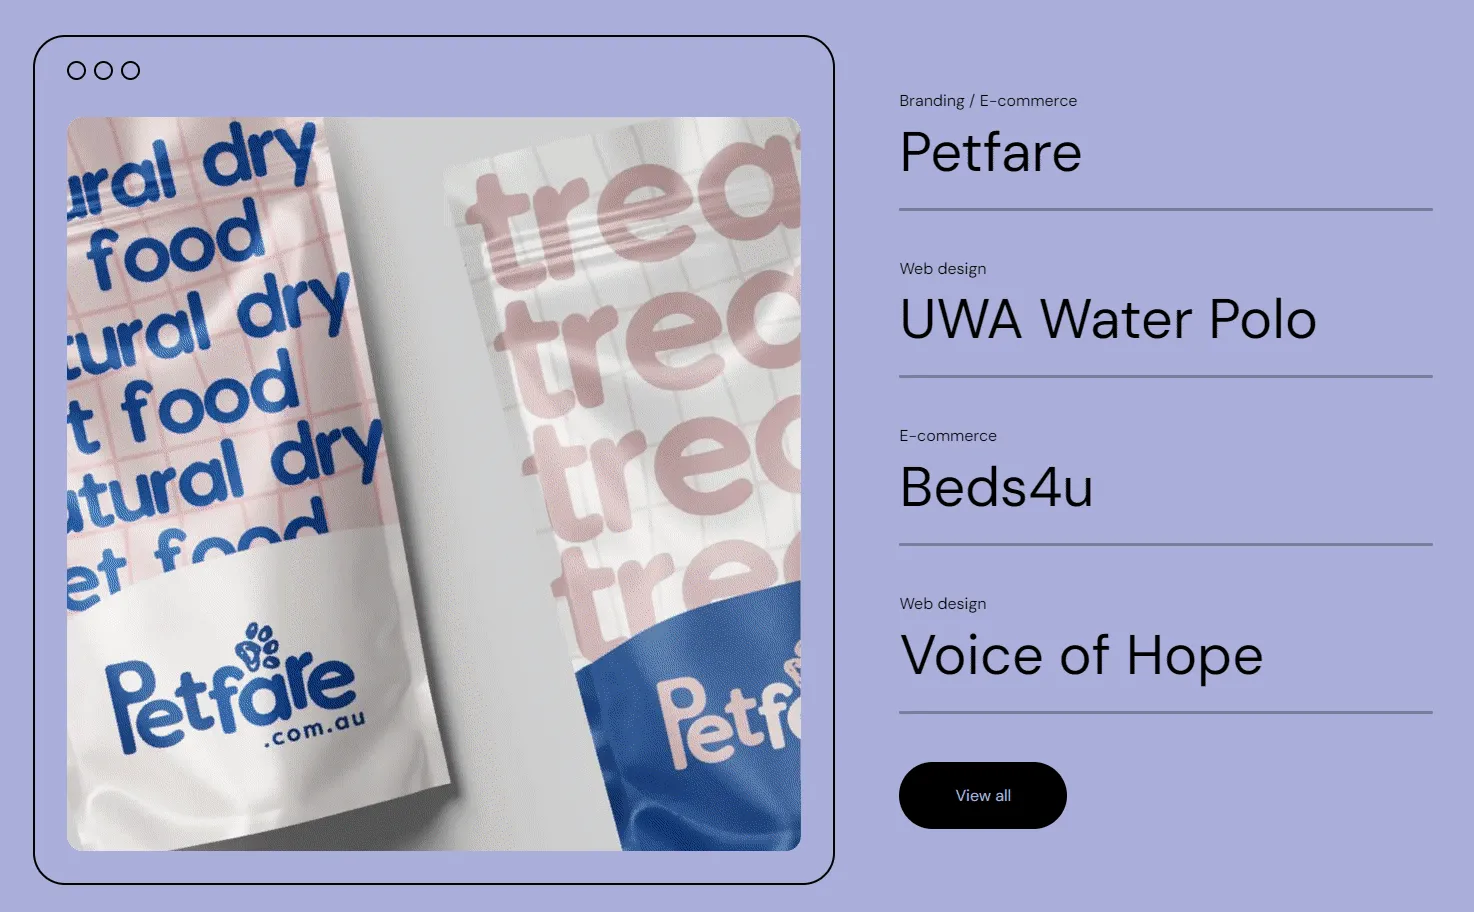 ural dry
food
tural dry
t food
atural dry
et food
Petfare
.com.au
trea
trea
trea
trea
Petfa
Branding / E-commerce
Petfare
Web design
UWA Water Polo
E-commerce
Beds4u
Web design
Voice of Hope
View all